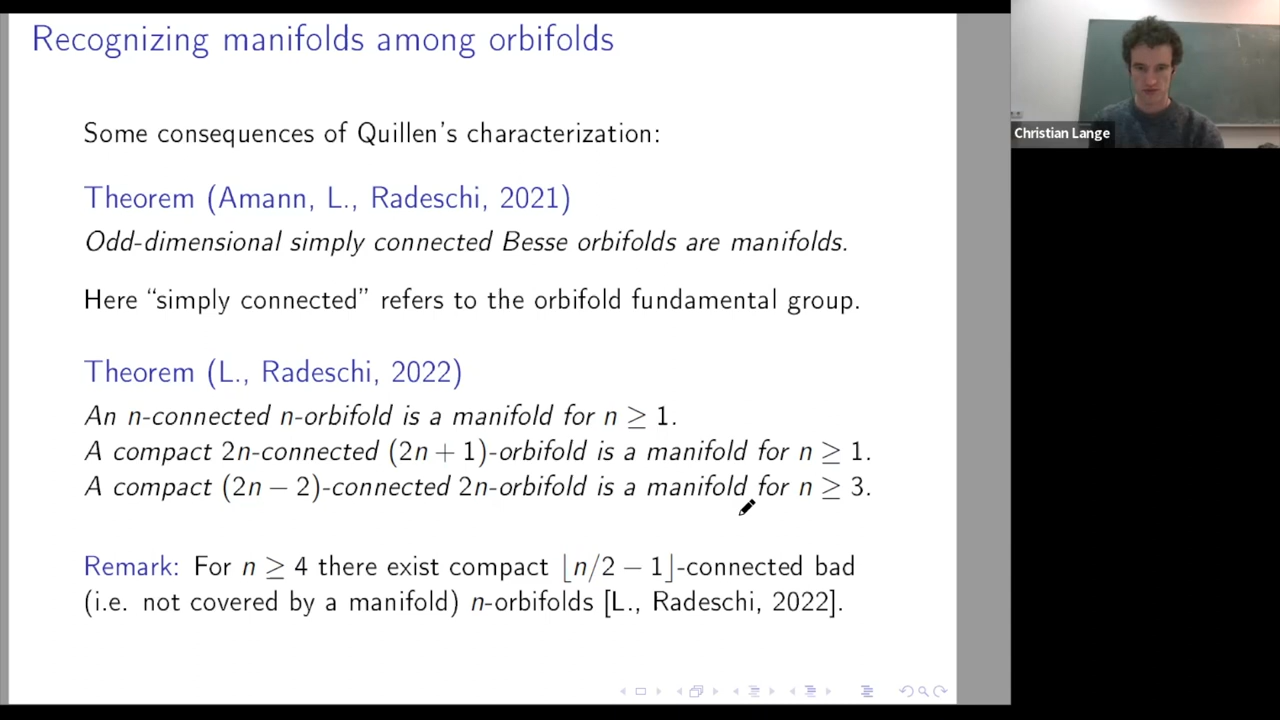 Recognizing manifolds among orbifolds
Christian Lange
Some consequences of Quillen's characterization:
Theorem (Amann, L., Radeschi, 2021)
Odd-dimensional simply connected Besse orbifolds are manifolds.
Here “simply connected” refers to the orbifold fundamental group.
Theorem (L., Radeschi, 2022)
An n-connected n-orbifold is a manifold for n ≥ 1.
A compact 2n-connected (2n + 1)-orbifold is a manifold for n ≥ 1.
A compact (2n − 2)-connected 2n-orbifold is a manifold for n ≥ 3.
Remark: For n ≥ 4 there exist compact ⌊n/2 − 1⌋-connected bad
(i.e. not covered by a manifold) n-orbifolds [L., Radeschi, 2022].